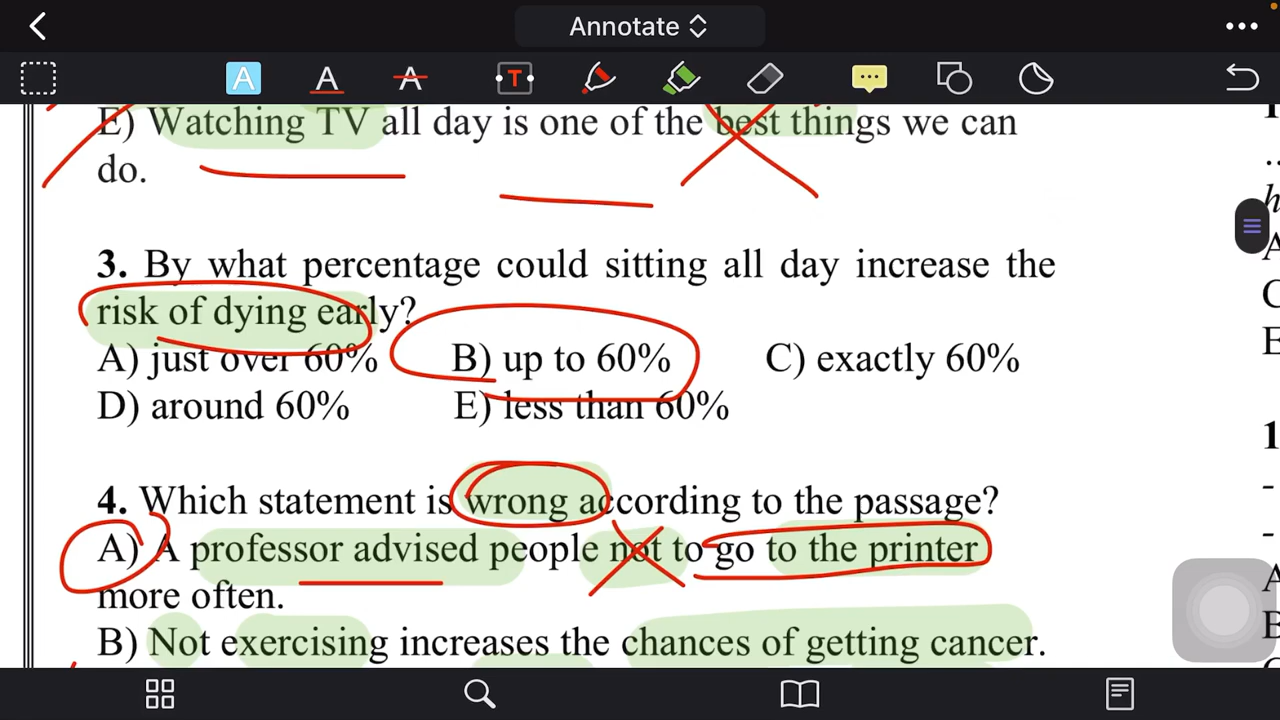 Annotate
A A A T
E) Watching TV all day is one of the best things we can
do.
3. By what percentage could sitting all day increase the
risk of dying early?
A) just over 60% B) up to 60% C) exactly 60%
D) around 60% E) less than 60%
4. Which statement is wrong according to the passage?
A) A professor advised people not to go to the printer
more often.
B) Not exercising increases the chances of getting cancer.